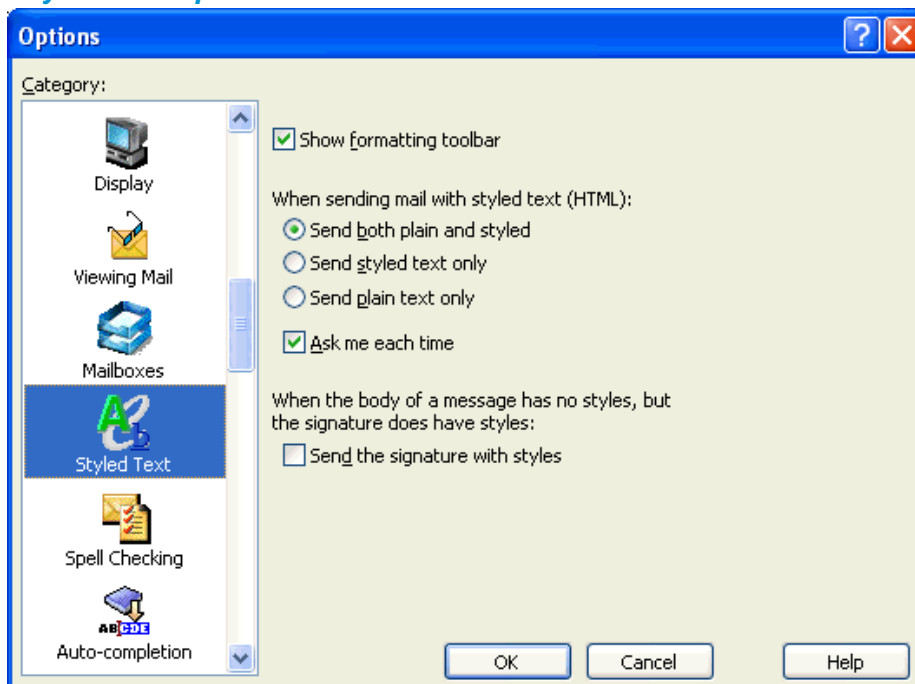 Options
Category:
Display
Viewing Mail
Mailboxes
Styled Text
Spell Checking
ABCDE
Auto-completion
Show formatting toolbar
When sending mail with styled text (HTML):
Send both plain and styled
Send styled text only
Send plain text only
Ask me each time
When the body of a message has no styles, but
the signature does have styles:
Send the signature with styles
OK
Cancel
Help